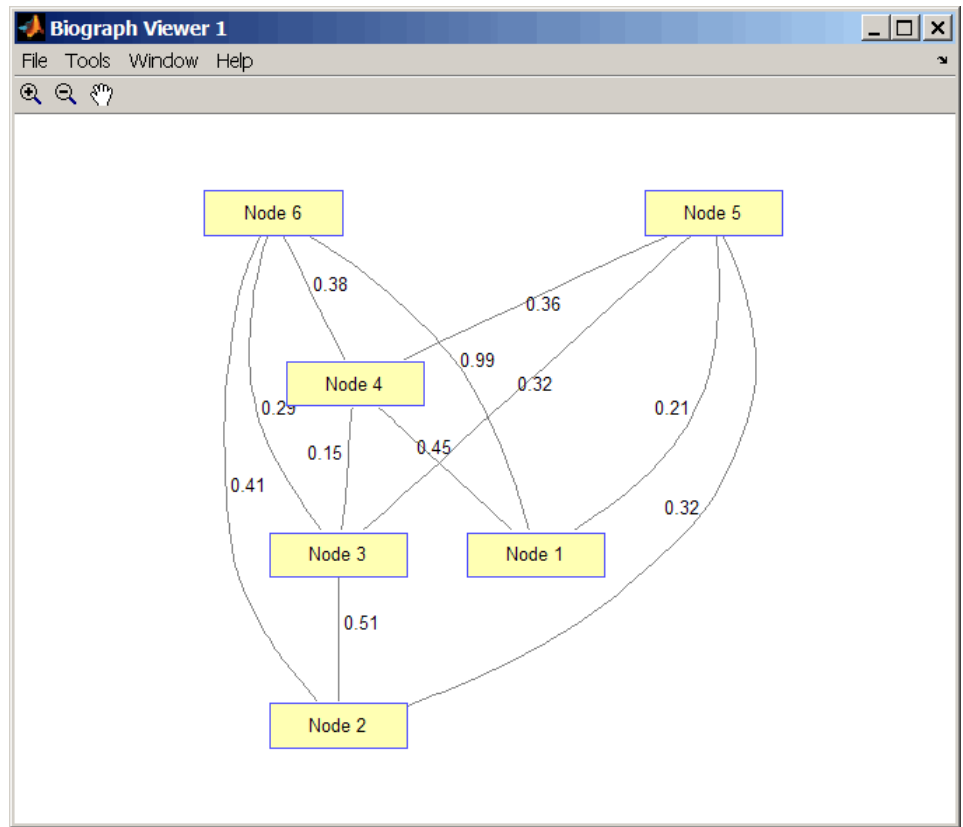 Biograph Viewer 1
File Tools Window Help
Node 6 Node 5
0.38
0.36
0.99
Node 4 0.32
0.29 0.21
0.15 0.45
0.41
0.32
Node 3 Node 1
0.51
Node 2